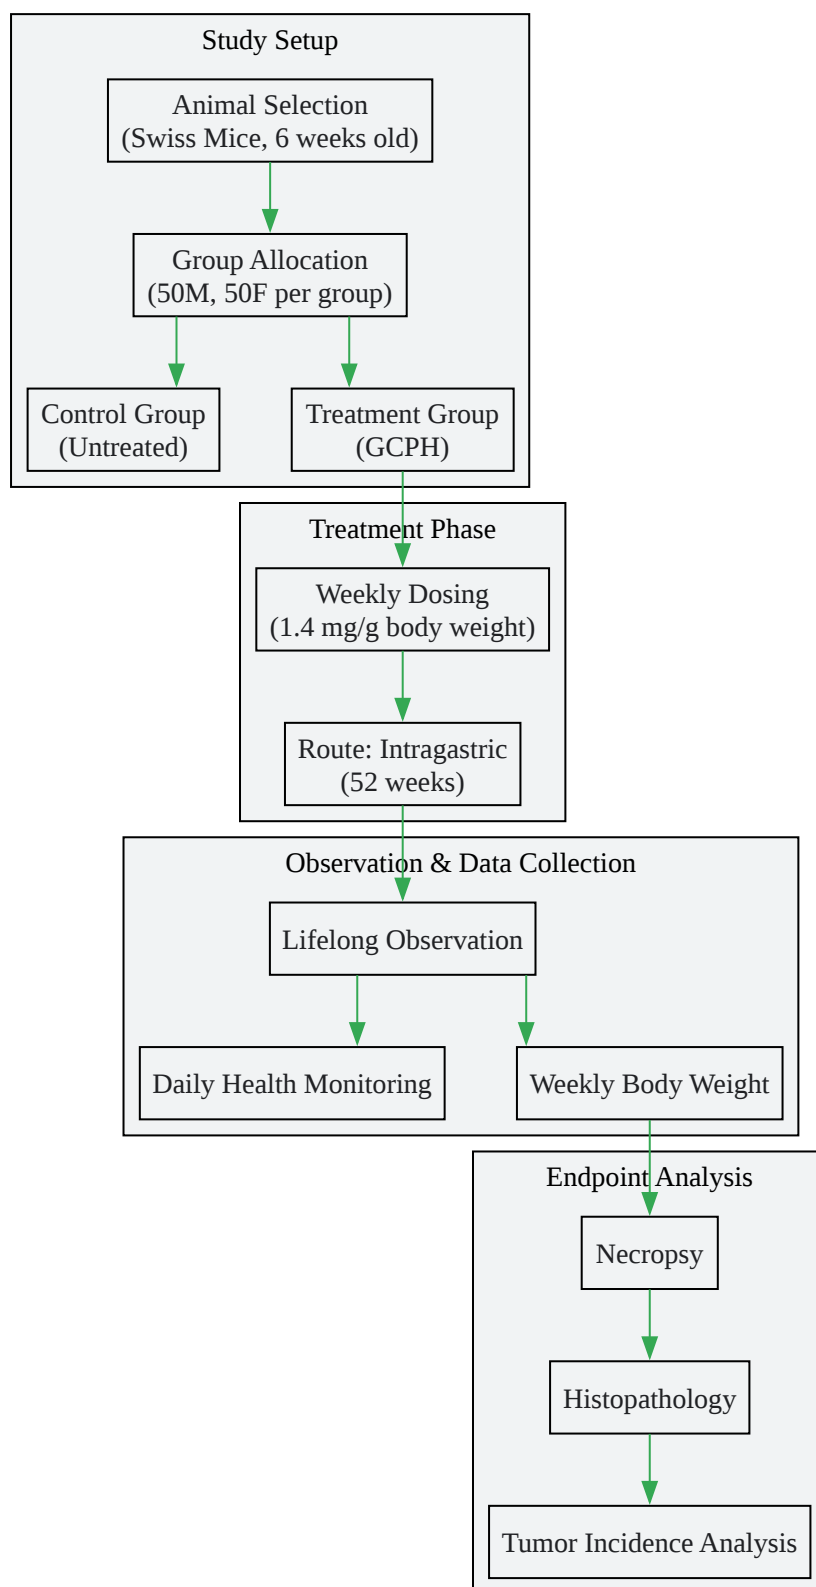 Study Setup
Animal Selection
(Swiss Mice, 6 weeks old)
Group Allocation
(50M, 50F per group)
Control Group
(Untreated)
Treatment Group
(GCPH)
Treatment Phase
Weekly Dosing
(1.4 mg/g body weight)
Route: Intragastric
(52 weeks)
Observation & Data Collection
Lifelong Observation
Daily Health Monitoring
Weekly Body Weight
Endpoint Analysis
Necropsy
Histopathology
Tumor Incidence Analysis